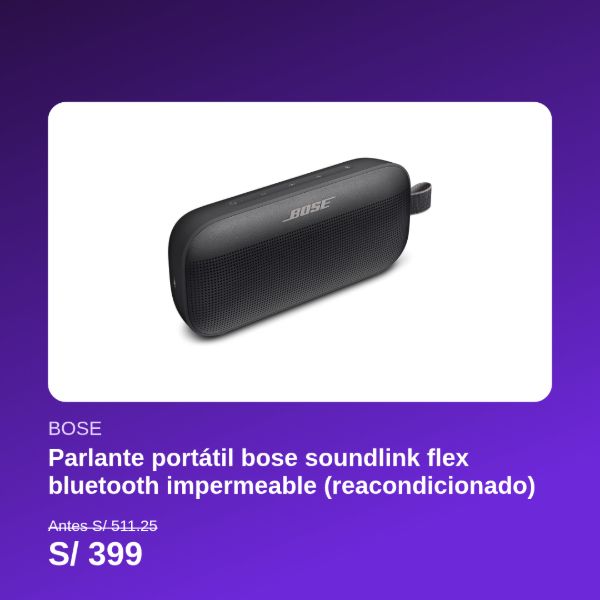 BOSE
BOSE
Parlante portátil bose soundlink flex
bluetooth impermeable (reacondicionado)
Antes S/ 511.25
S/ 399